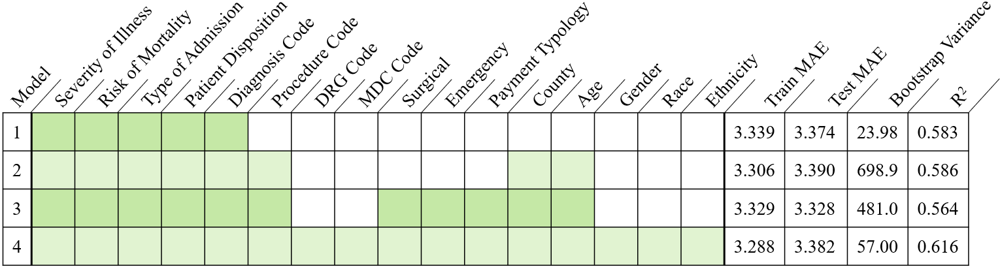 Model
Severity of Illness
Risk of Mortality
Type of Admission
Patient Disposition
Diagnosis Code
Procedure Code
DRG Code
MDC Code
Surgical
Emergency
Payment Typology
County
Age
Gender
Race
Ethnicity
Train MAE
Test MAE
Bootstrap Variance
R²
1 3.339 3.374 23.98 0.583
2 3.306 3.390 698.9 0.586
3 3.329 3.328 481.0 0.564
4 3.288 3.382 57.00 0.616